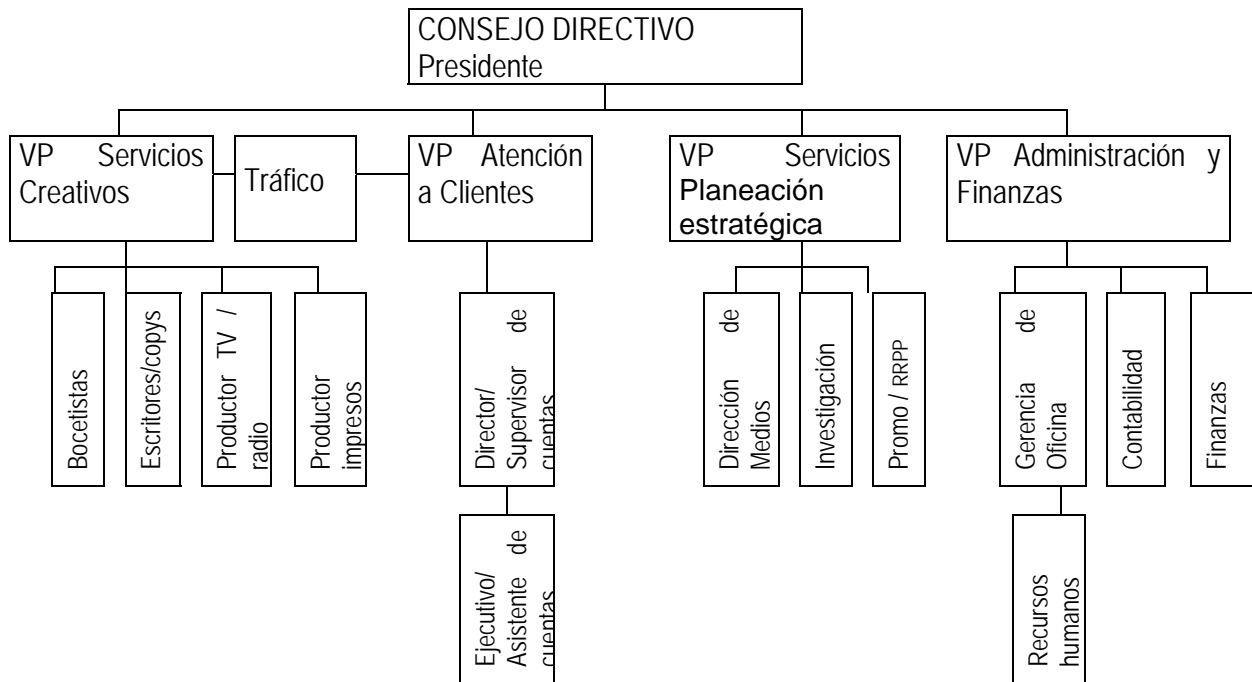 CONSEJO DIRECTIVO
Presidente
VP Servicios
Creativos
Tráfico
VP Atención
a Clientes
VP Servicios
Planeación
estratégica
VP Administración y
Finanzas
Bocetistas
Escritores/copys
Productor TV /
radio
Productor
impresos
Director/
Supervisor de
cuentas
Dirección de
Medios
Investigación
Promo / RRPP
Gerencia de
Oficina
Contabilidad
Finanzas
Ejecutivo/
Asistente de
cuentas
Recursos
humanos